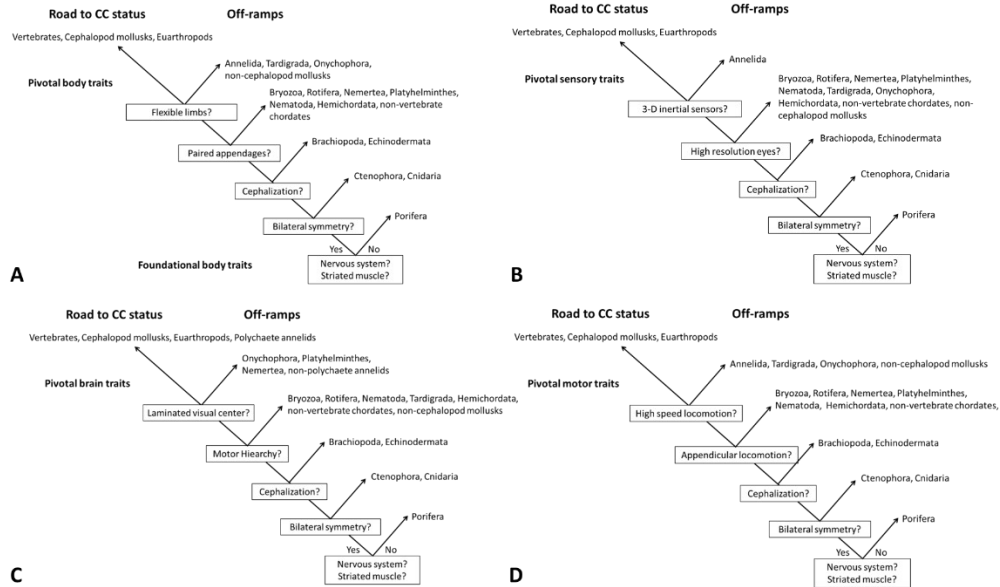 Road to CC status Off-ramps
Vertebrates, Cephalopod mollusks, Euarthropods
Annelida, Tardigrada, Onychophora,
non-cephalopod mollusks
Pivotal body traits
Bryozoa, Rotifera, Nemertea, Platyhelminthes,
Nematoda, Hemichordata, non-vertebrate
chordates
Flexible limbs?
Brachiopoda, Echinodermata
Paired appendages?
Ctenophora, Cnidaria
Cephalization?
Porifera
Bilateral symmetry?
Yes No
Foundational body traits
Nervous system?
Striated muscle?
A
Road to CC status Off-ramps
Vertebrates, Cephalopod mollusks, Euarthropods
Annelida
Pivotal sensory traits
Bryozoa, Rotifera, Nemertea, Platyhelminthes,
Nematoda, Tardigrada, Onychophora,
Hemichordata, non-vertebrate chordates, non-
cephalopod mollusks
3-D inertial sensors?
Brachiopoda, Echinodermata
High resolution eyes?
Ctenophora, Cnidaria
Cephalization?
Porifera
Bilateral symmetry?
Yes No
Nervous system?
Striated muscle?
B
Road to CC status Off-ramps
Vertebrates, Cephalopod mollusks, Euarthropods, Polychaete annelids
Onychophora, Platyhelminthes,
Nemertea, non-polychaete annelids
Pivotal brain traits
Bryozoa, Rotifera, Nematoda, Tardigrada, Hemichordata,
non-vertebrate chordates, non-cephalopod mollusks
Laminated visual center?
Brachiopoda, Echinodermata
Motor Hiearchy?
Ctenophora, Cnidaria
Cephalization?
Porifera
Bilateral symmetry?
Yes No
Nervous system?
Striated muscle?
C
Road to CC status Off-ramps
Vertebrates, Cephalopod mollusks, Euarthropods
Annelida, Tardigrada, Onychophora, non-cephalopod mollusks
Pivotal motor traits
Bryozoa, Rotifera, Nemertea, Platyhelminthes,
Nematoda, Hemichordata, non-vertebrate chordates,
High speed locomotion?
Brachiopoda, Echinodermata
Appendicular locomotion?
Ctenophora, Cnidaria
Cephalization?
Porifera
Bilateral symmetry?
Yes No
Nervous system?
Striated muscle?
D